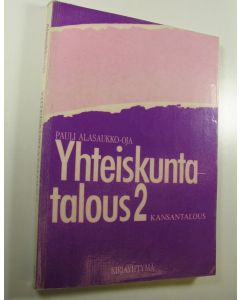 PAULI ALASAUKKO-OJA
Yhteiskunta-
talous 2 KANSANTALOUS
KIRJAYHTYMÄ